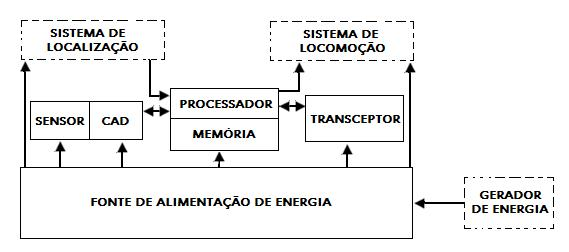 SISTEMA DE
LOCALIZAÇÃO
SISTEMA DE
LOCOMOÇÃO
SENSOR
CAD
PROCESSADOR
MEMÓRIA
TRANSCEPTOR
FONTE DE ALIMENTAÇÃO DE ENERGIA
GERADOR
DE ENERGIA